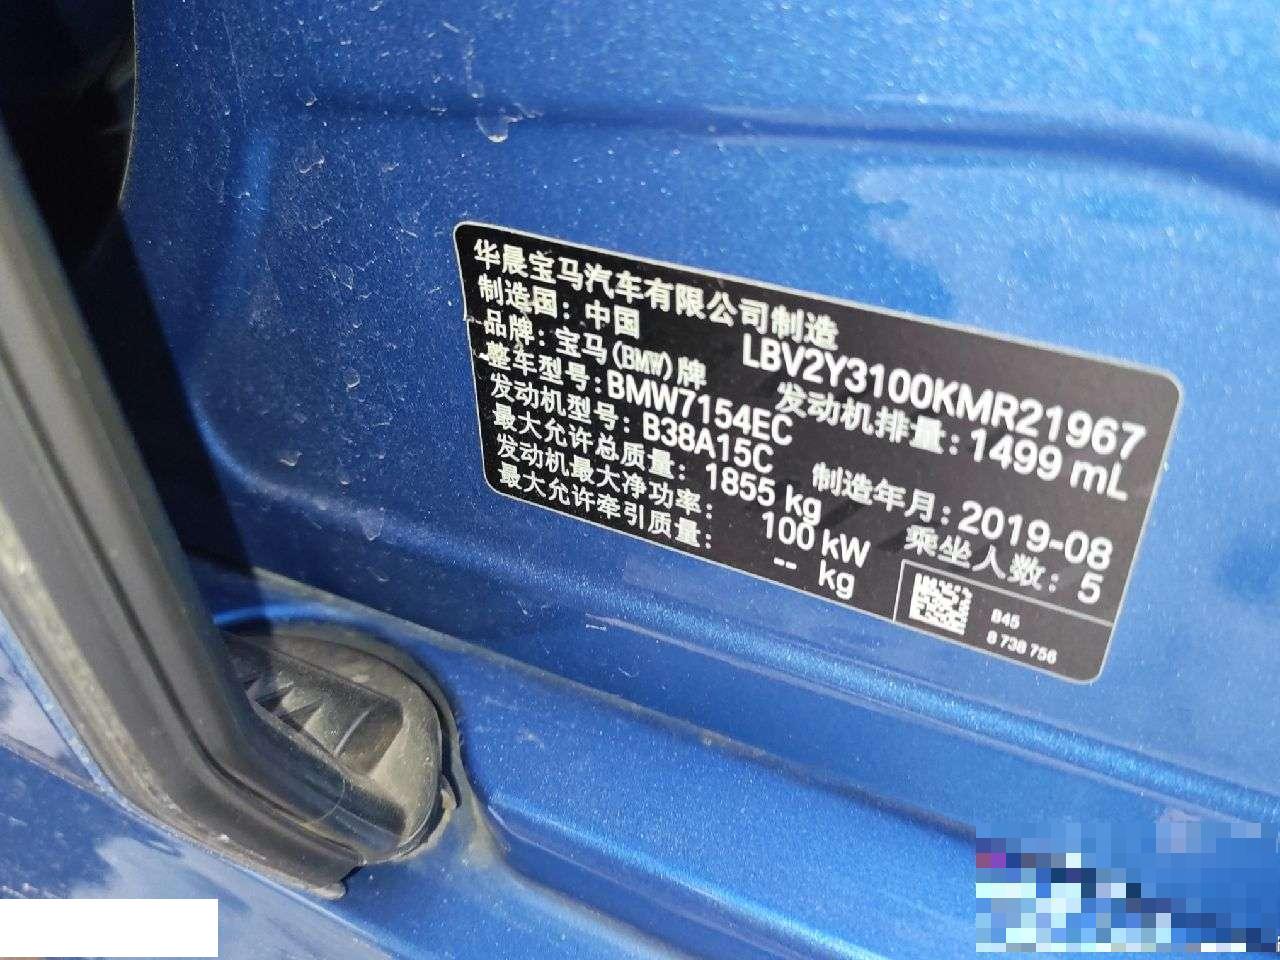 华晨宝马汽车有限公司制造
制造国：中国
LBV2Y3100KMR21967
品牌：宝马(BMW)牌
发动机排量：1499 mL
整车型号：BMW7154EC
发动机型号：B38A15C
制造年月：2019-08
最大允许总质量：1855 kg
乘坐人数：5
发动机最大净功率：100 kW
最大允许牵引质量：-- kg
B45
8 738 756